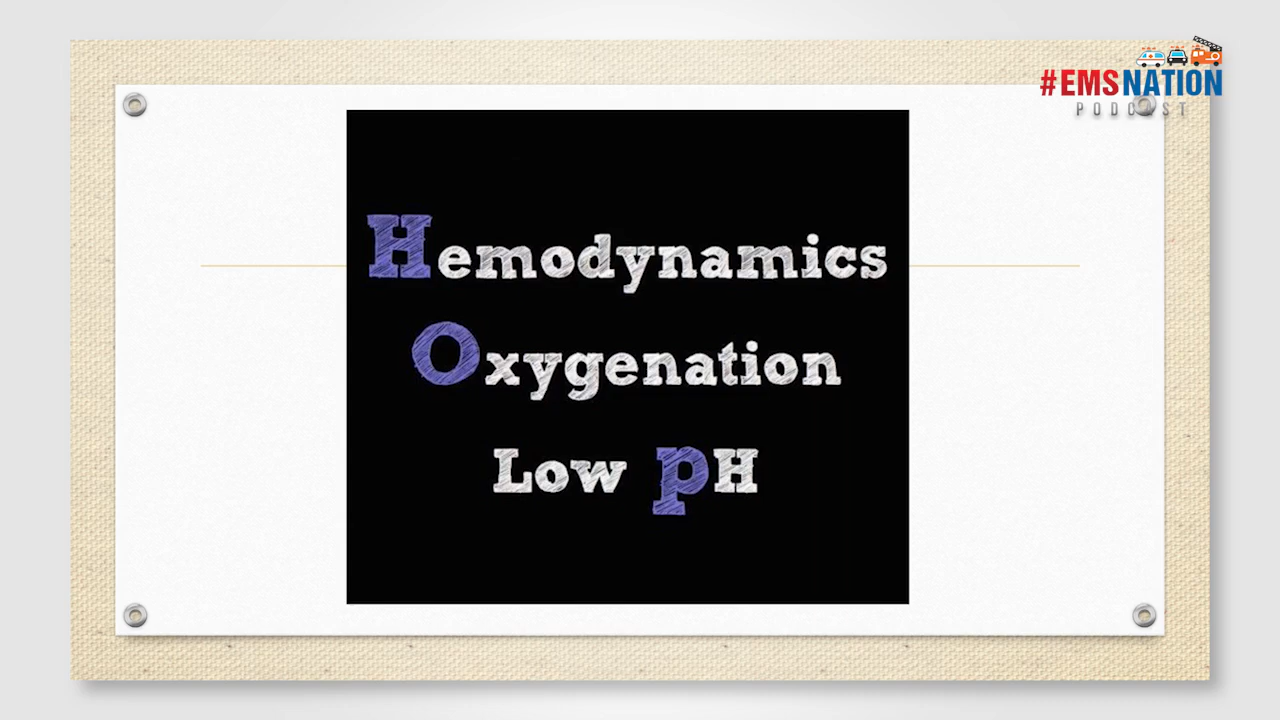 #EMSNATION
PODCAST
Hemodynamics
Oxygenation
Low pH